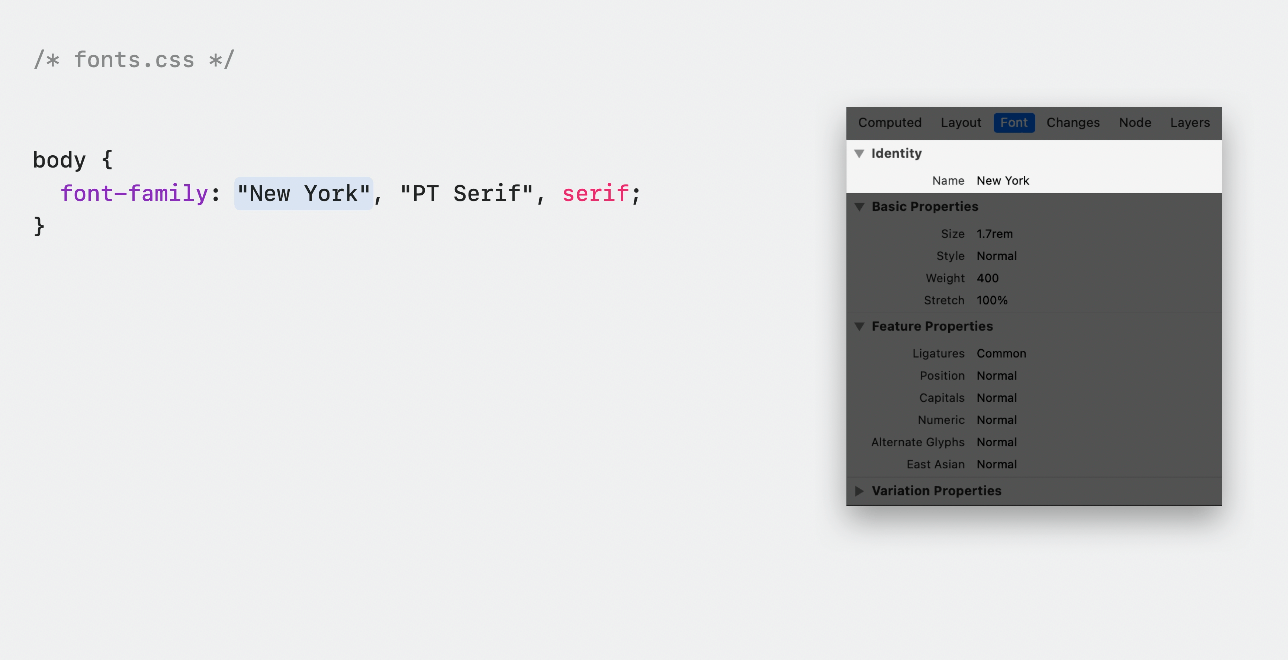 /* fonts.css */
body {
font-family: "New York", "PT Serif", serif;
}
Computed Layout Font Changes Node Layers
Identity
Name New York
Basic Properties
Size 1.7rem
Style Normal
Weight 400
Stretch 100%
Feature Properties
Ligatures Common
Position Normal
Capitals Normal
Numeric Normal
Alternate Glyphs Normal
East Asian Normal
Variation Properties